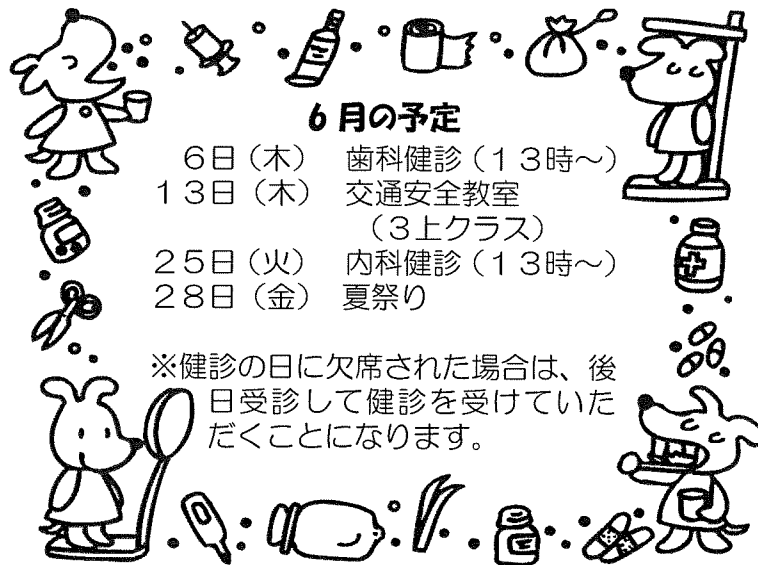 6月の予定
6日（木）　歯科健診（13時～）
13日（木）　交通安全教室
（3上クラス）
25日（火）　内科健診（13時～）
28日（金）　夏祭り
※健診の日に欠席された場合は、後
日受診して健診を受けていた
だくことになります。